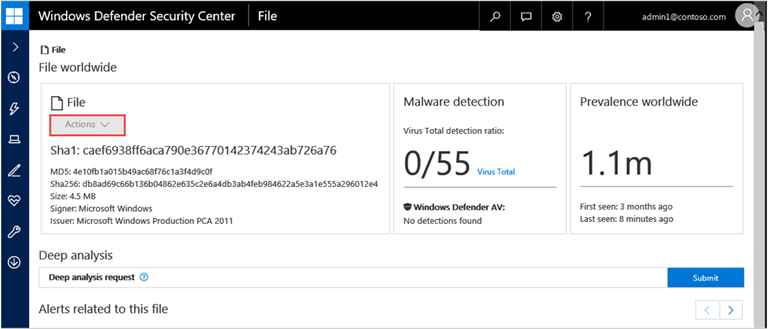 Windows Defender Security Center
File
?
admin1@contoso.com
File
File worldwide
File
Actions
Sha1: caef6938ff6aca790e36770142374243ab726a76
MD5: 4e10fb1a015b49ac68f76c1a3f4d9c0f
Sha256: db8ad69c66b136b04862e635c2e6a4db3ab4feb984622a5e3a1e555a296012e4
Size: 4.5 MB
Signer: Microsoft Windows
Issuer: Microsoft Windows Production PCA 2011
Malware detection
Virus Total detection ratio:
0/55 Virus Total
Windows Defender AV:
No detections found
Prevalence worldwide
1.1m
First seen: 3 months ago
Last seen: 8 minutes ago
Deep analysis
Deep analysis request ?
Submit
Alerts related to this file